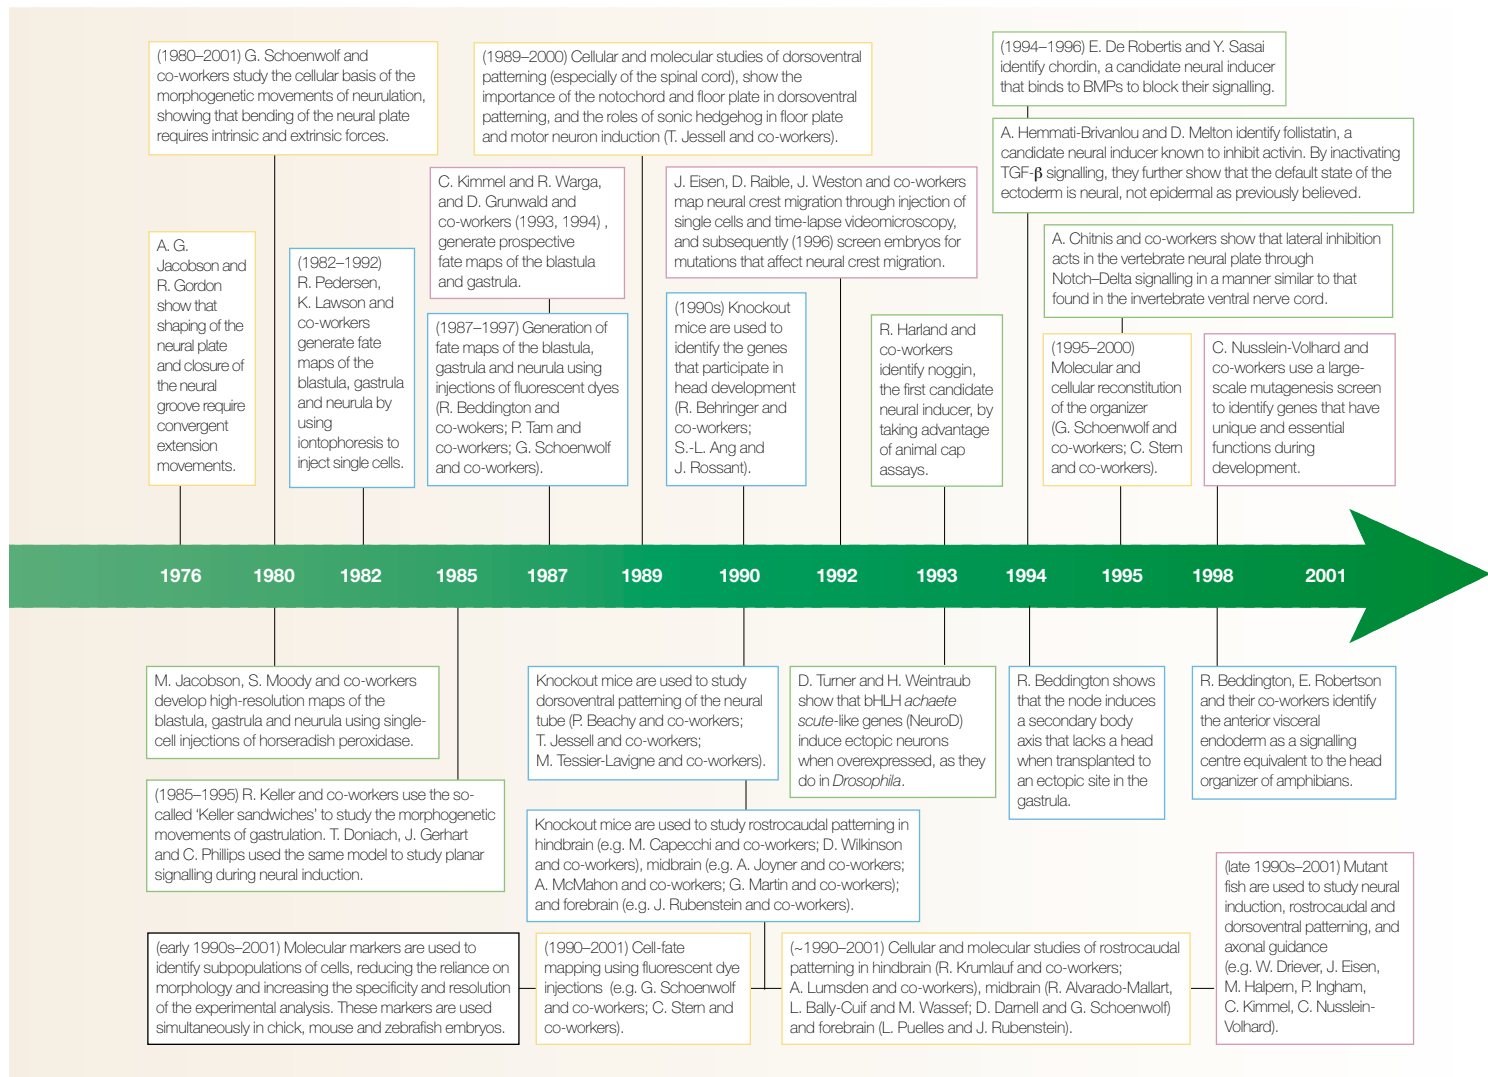 (1980–2001) G. Schoenwolf and
co-workers study the cellular basis of the
morphogenetic movements of neurulation,
showing that bending of the neural plate
requires intrinsic and extrinsic forces.
(1989–2000) Cellular and molecular studies of dorsoventral
patterning (especially of the spinal cord), show the
importance of the notochord and floor plate in dorsoventral
patterning, and the roles of sonic hedgehog in floor plate
and motor neuron induction (T. Jessell and co-workers).
(1994–1996) E. De Robertis and Y. Sasai
identify chordin, a candidate neural inducer
that binds to BMPs to block their signalling.
A. Hemmati-Brivanlou and D. Melton identify follistatin, a
candidate neural inducer known to inhibit activin. By inactivating
TGF-β signalling, they further show that the default state of the
ectoderm is neural, not epidermal as previously believed.
C. Kimmel and R. Warga,
and D. Grunwald and
co-workers (1993, 1994) ,
generate prospective
fate maps of the blastula
and gastrula.
J. Eisen, D. Raible, J. Weston and co-workers
map neural crest migration through injection of
single cells and time-lapse videomicroscopy,
and subsequently (1996) screen embryos for
mutations that affect neural crest migration.
A. Chitnis and co-workers show that lateral inhibition
acts in the vertebrate neural plate through
Notch–Delta signalling in a manner similar to that
found in the invertebrate ventral nerve cord.
A. G.
Jacobson and
R. Gordon
show that
shaping of the
neural plate
and closure of
the neural
groove require
convergent
extension
movements.
(1982–1992)
R. Pedersen,
K. Lawson and
co-workers
generate fate
maps of the
blastula, gastrula
and neurula by
using
iontophoresis to
inject single cells.
(1987–1997) Generation of
fate maps of the blastula,
gastrula and neurula using
injections of fluorescent dyes
(R. Beddington and
co-wokers; P. Tam and
co-workers; G. Schoenwolf
and co-workers).
(1990s) Knockout
mice are used to
identify the genes
that participate in
head development
(R. Behringer and
co-workers;
S.-L. Ang and
J. Rossant).
R. Harland and
co-workers
identify noggin,
the first candidate
neural inducer, by
taking advantage
of animal cap
assays.
(1995–2000)
Molecular and
cellular reconstitution
of the organizer
(G. Schoenwolf and
co-workers; C. Stern
and co-workers).
C. Nusslein-Volhard and
co-workers use a large-
scale mutagenesis screen
to identify genes that have
unique and essential
functions during
development.
1976 1980 1982 1985 1987 1989 1990 1992 1993 1994 1995 1998 2001
M. Jacobson, S. Moody and co-workers
develop high-resolution maps of the
blastula, gastrula and neurula using single-
cell injections of horseradish peroxidase.
(1985–1995) R. Keller and co-workers use the so-
called ‘Keller sandwiches’ to study the morphogenetic
movements of gastrulation. T. Doniach, J. Gerhart
and C. Phillips used the same model to study planar
signalling during neural induction.
Knockout mice are used to study
dorsoventral patterning of the neural
tube (P. Beachy and co-workers;
T. Jessell and co-workers;
M. Tessier-Lavigne and co-workers).
D. Turner and H. Weintraub
show that bHLH achaete
scute-like genes (NeuroD)
induce ectopic neurons
when overexpressed, as they
do in Drosophila.
R. Beddington shows
that the node induces
a secondary body
axis that lacks a head
when transplanted to
an ectopic site in the
gastrula.
R. Beddington, E. Robertson
and their co-workers identify
the anterior visceral
endoderm as a signalling
centre equivalent to the head
organizer of amphibians.
Knockout mice are used to study rostrocaudal patterning in
hindbrain (e.g. M. Capecchi and co-workers; D. Wilkinson
and co-workers), midbrain (e.g. A. Joyner and co-workers;
A. McMahon and co-workers; G. Martin and co-workers);
and forebrain (e.g. J. Rubenstein and co-workers).
(early 1990s–2001) Molecular markers are used to
identify subpopulations of cells, reducing the reliance on
morphology and increasing the specificity and resolution
of the experimental analysis. These markers are used
simultaneously in chick, mouse and zebrafish embryos.
(1990–2001) Cell-fate
mapping using fluorescent dye
injections (e.g. G. Schoenwolf
and co-workers; C. Stern and
co-workers).
(~1990–2001) Cellular and molecular studies of rostrocaudal
patterning in hindbrain (R. Krumlauf and co-workers;
A. Lumsden and co-workers), midbrain (R. Alvarado-Mallart,
L. Bally-Cuif and M. Wassef; D. Darnell and G. Schoenwolf)
and forebrain (L. Puelles and J. Rubenstein).
(late 1990s–2001) Mutant
fish are used to study neural
induction, rostrocaudal and
dorsoventral patterning, and
axonal guidance
(e.g. W. Driever, J. Eisen,
M. Halpern, P. Ingham,
C. Kimmel, C. Nusslein-
Volhard).